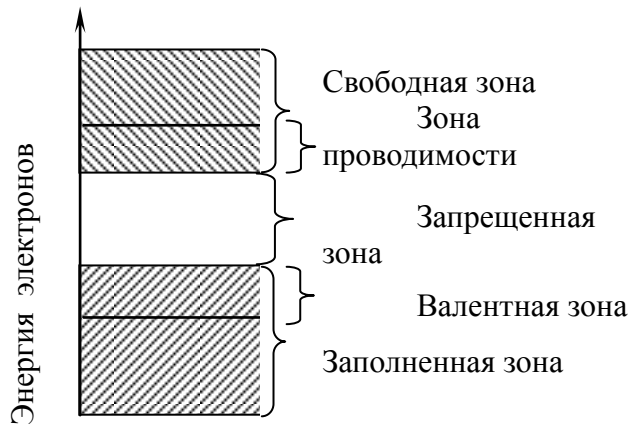 Свободная зона
Зона
проводимости
Запрещенная
зона
Валентная зона
Заполненная зона
Энергия электронов